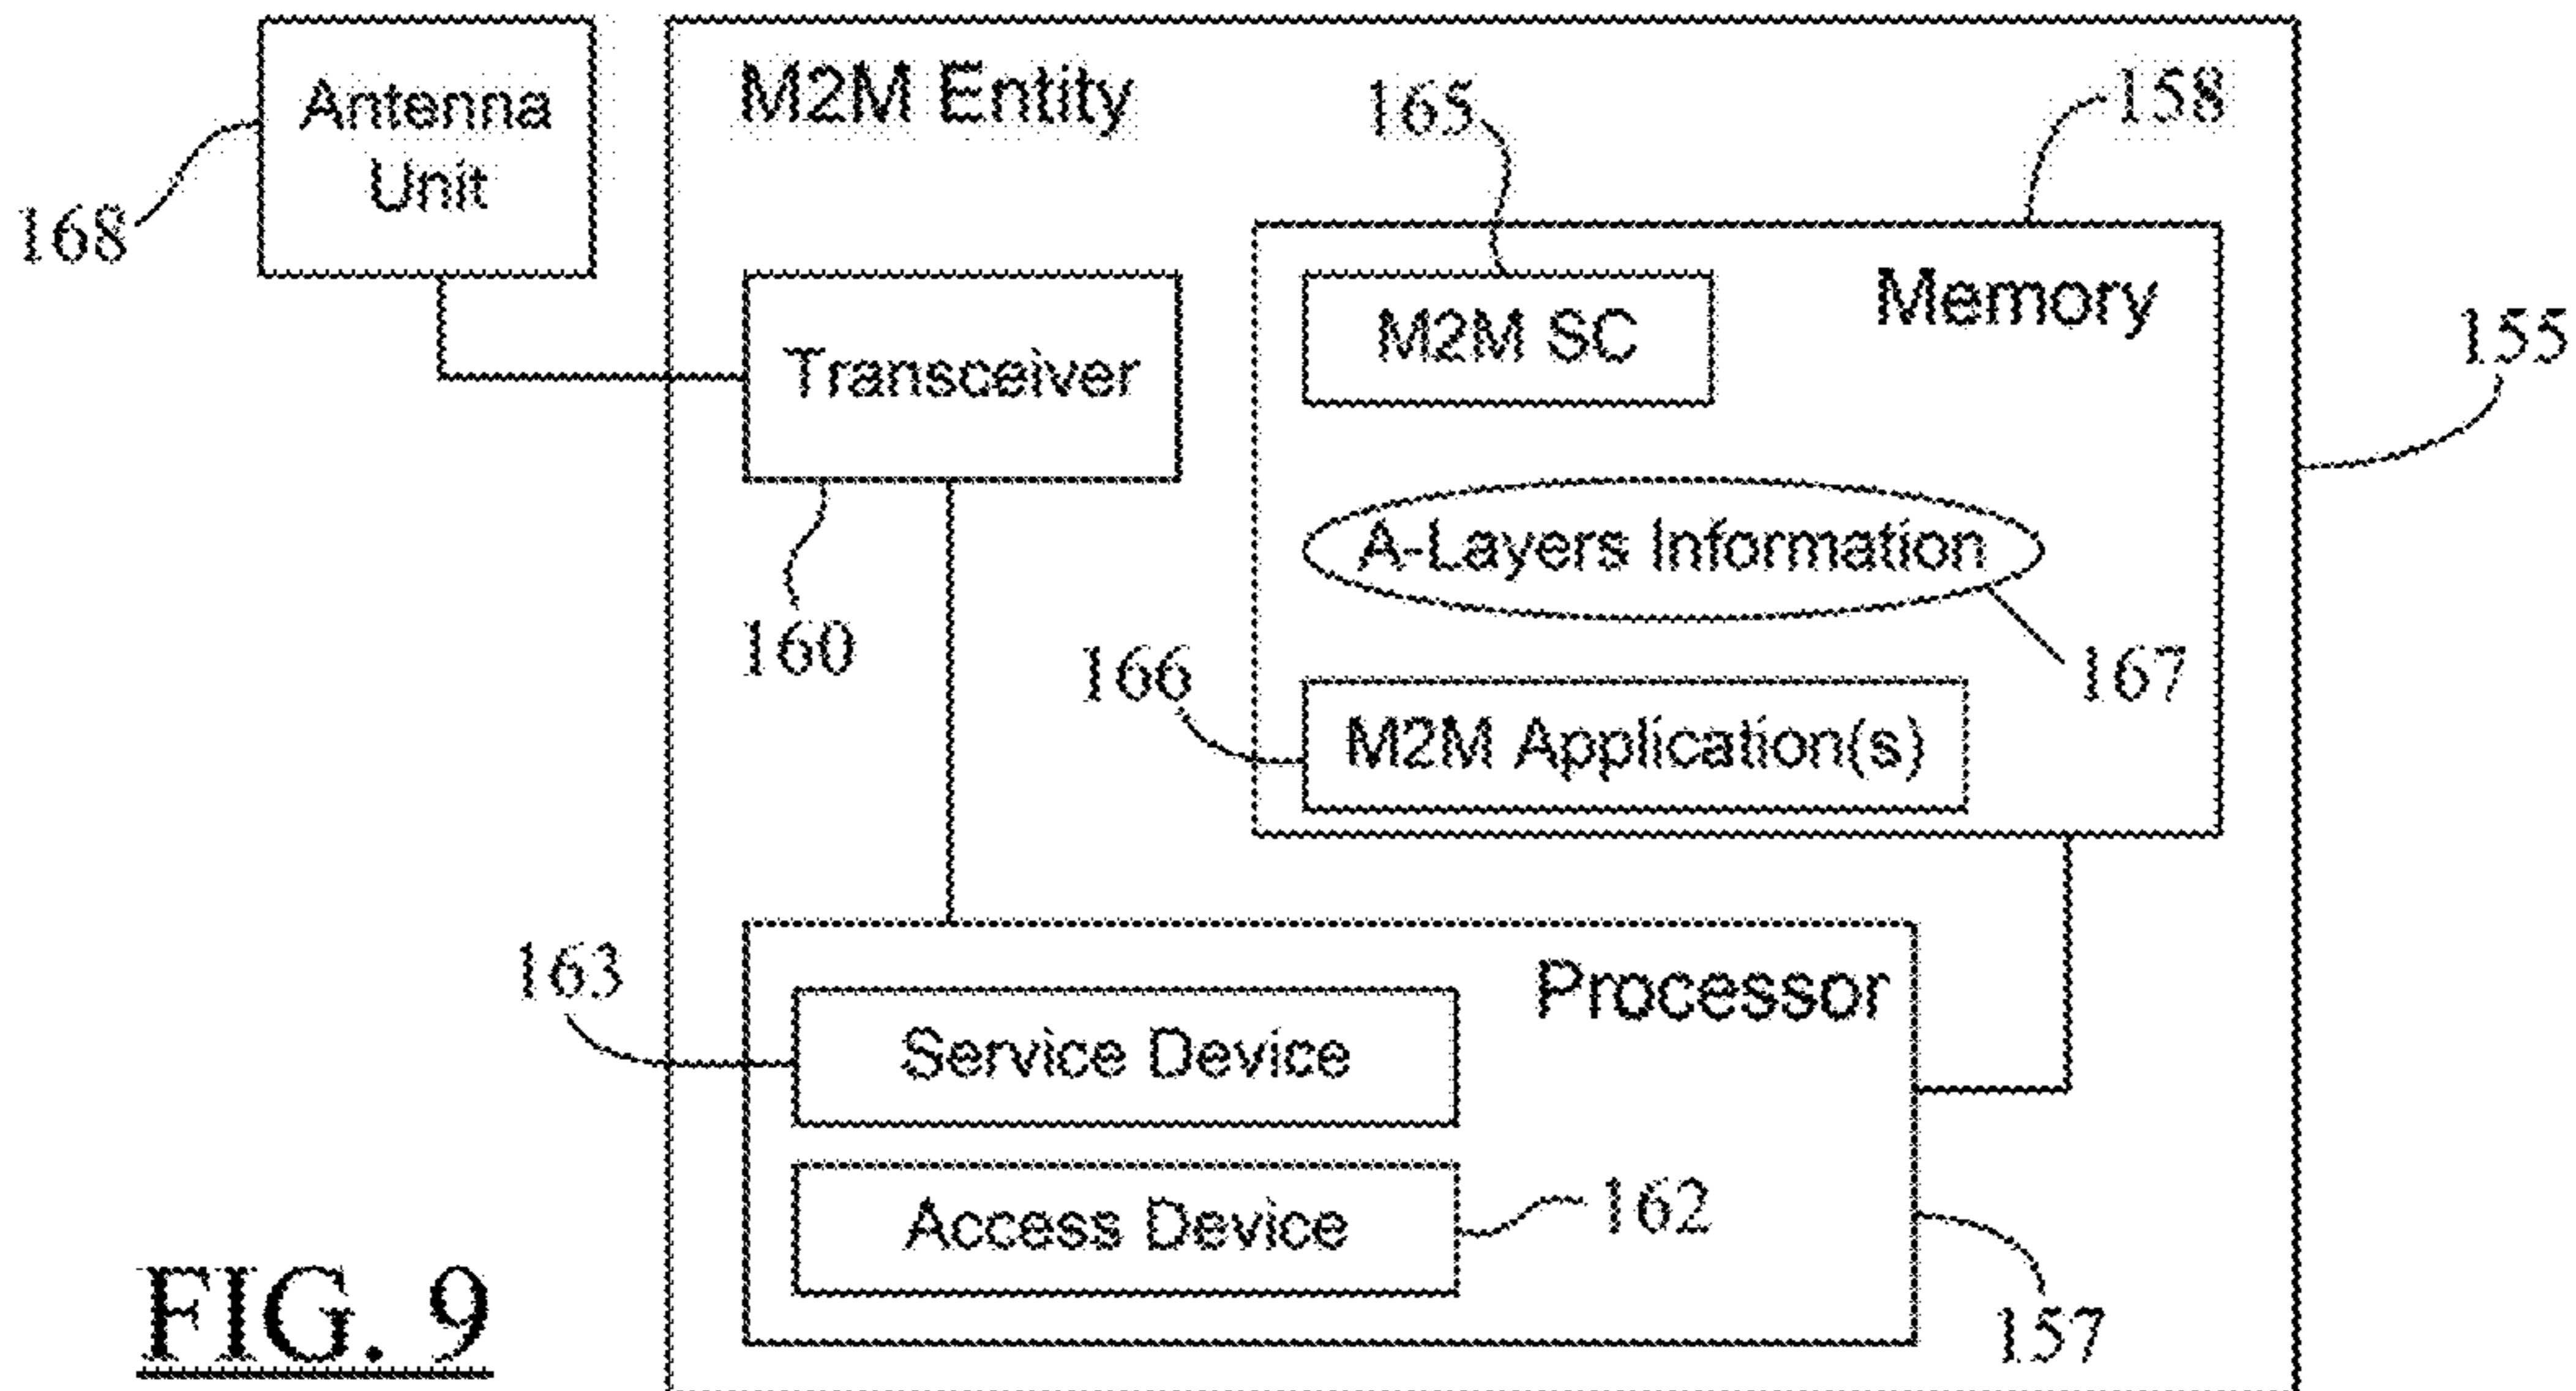 Antenna
Unit
168
M2M Entity
165
158
M2M SC
Memory
155
Transceiver
160
A-Layers Information
167
166
M2M Application(s)
163
Processor
Service Device
Access Device
162
157
FIG. 9